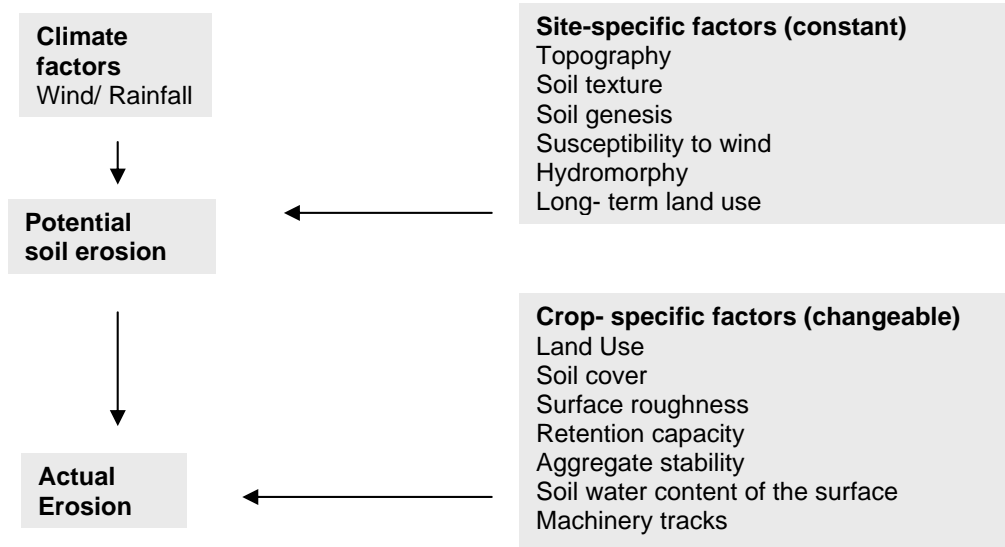 Climate
factors
Wind/ Rainfall
Potential
soil erosion
Actual
Erosion
Site-specific factors (constant)
Topography
Soil texture
Soil genesis
Susceptibility to wind
Hydromorphy
Long- term land use
Crop- specific factors (changeable)
Land Use
Soil cover
Surface roughness
Retention capacity
Aggregate stability
Soil water content of the surface
Machinery tracks